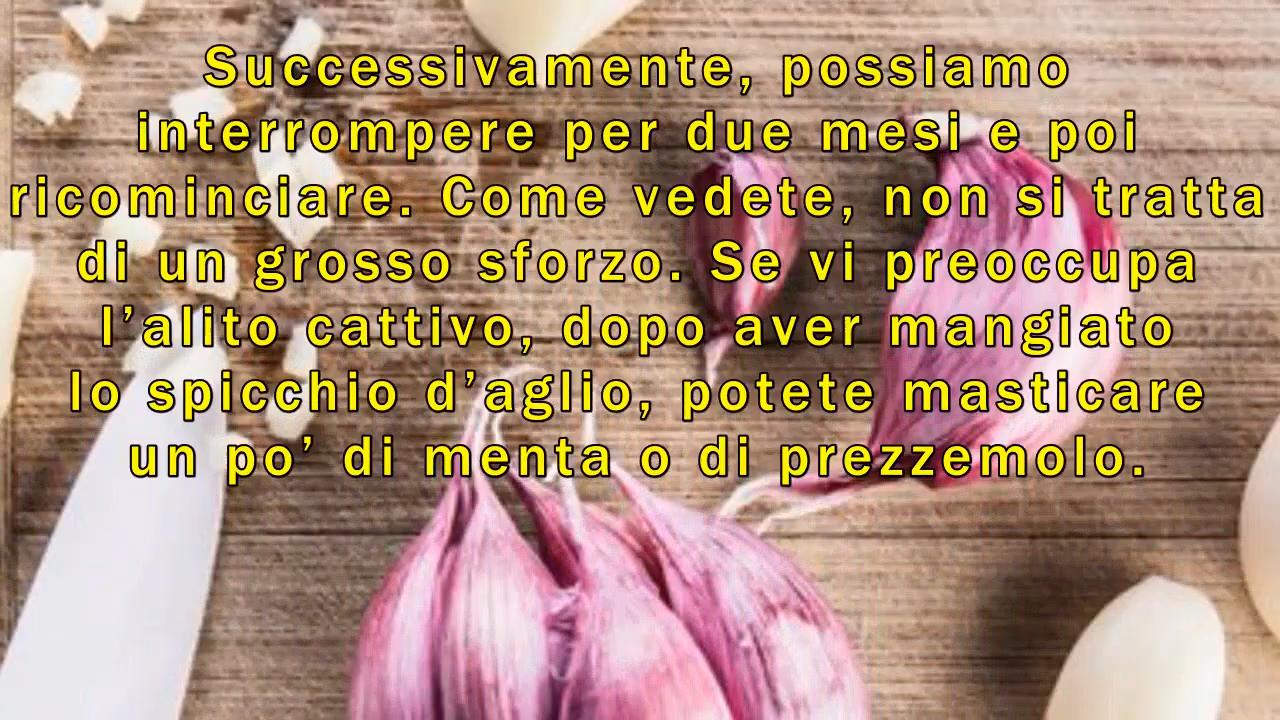 Successivamente, possiamo
interrompere per due mesi e poi
ricominciare. Come vedete, non si tratta
di un grosso sforzo. Se vi preoccupa
l’alito cattivo, dopo aver mangiato
lo spicchio d’aglio, potete masticare
un po’ di menta o di prezzemolo.